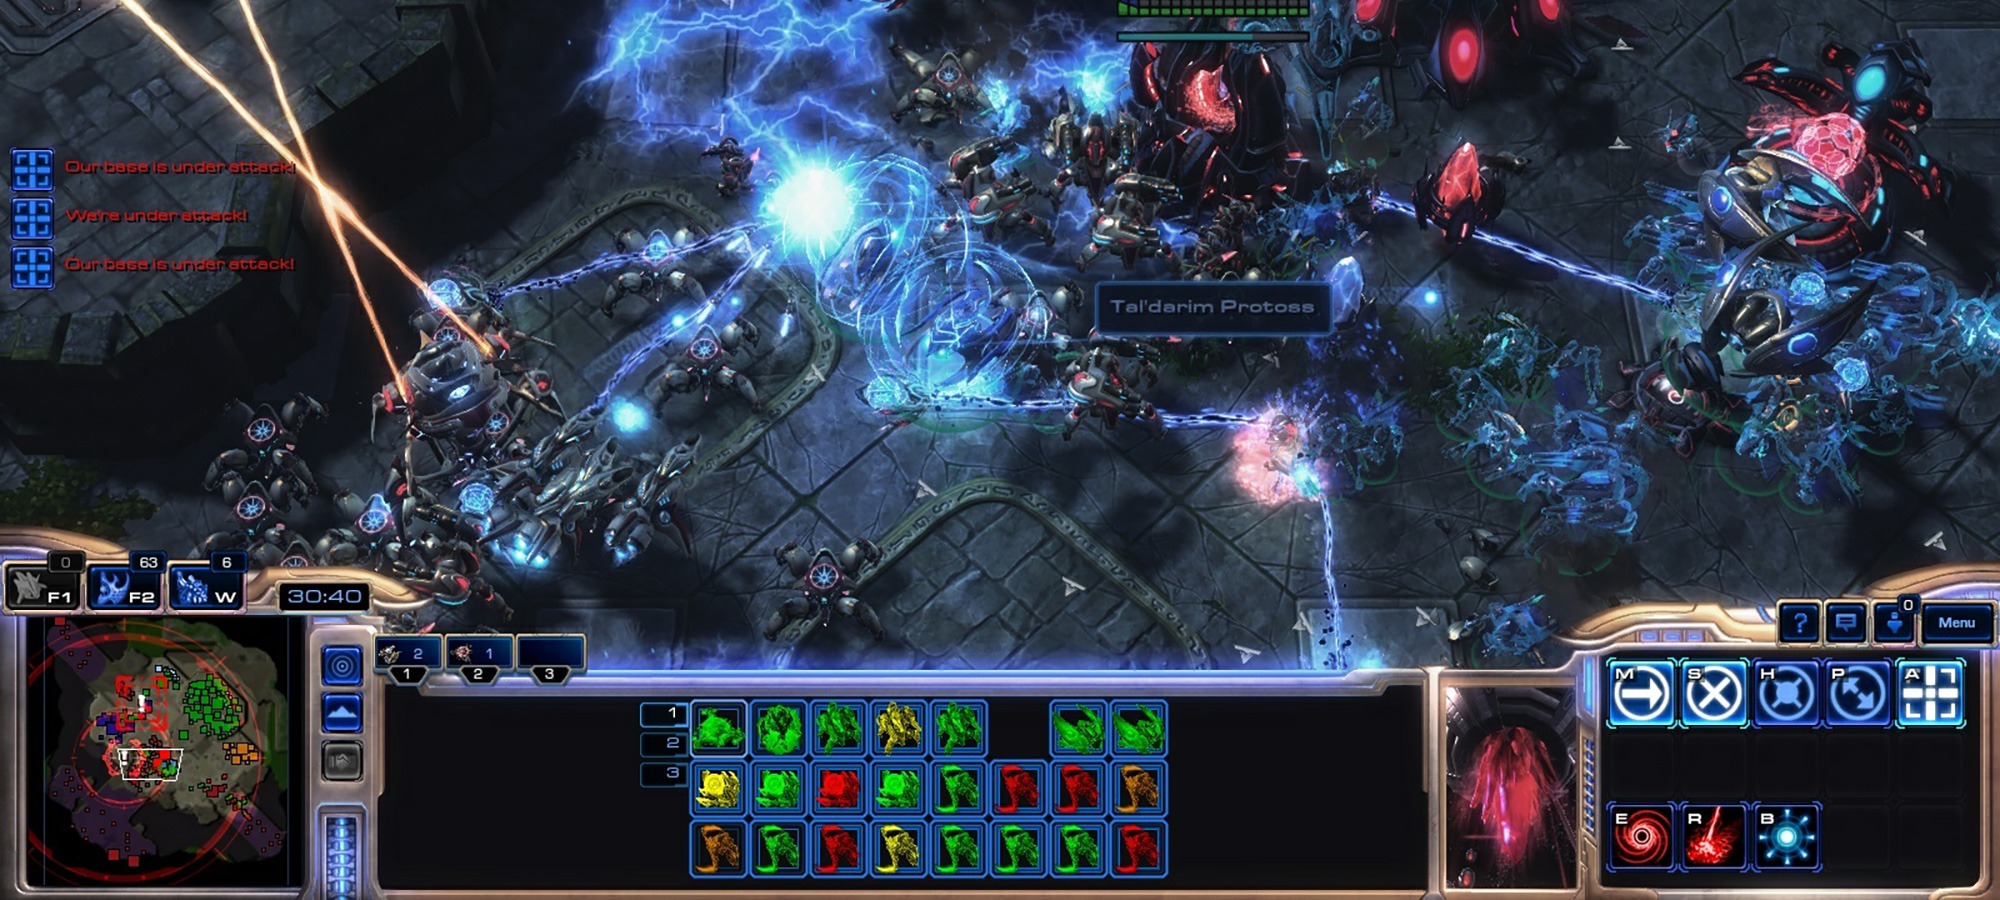 Our base is under attack!
We're under attack!
Our base is under attack!
Tal'darim Protoss
0 63 6
F1 F2 W
30:40
0
? Menu
2 1
1 2 3
1
2
3
M S H P A
E R B